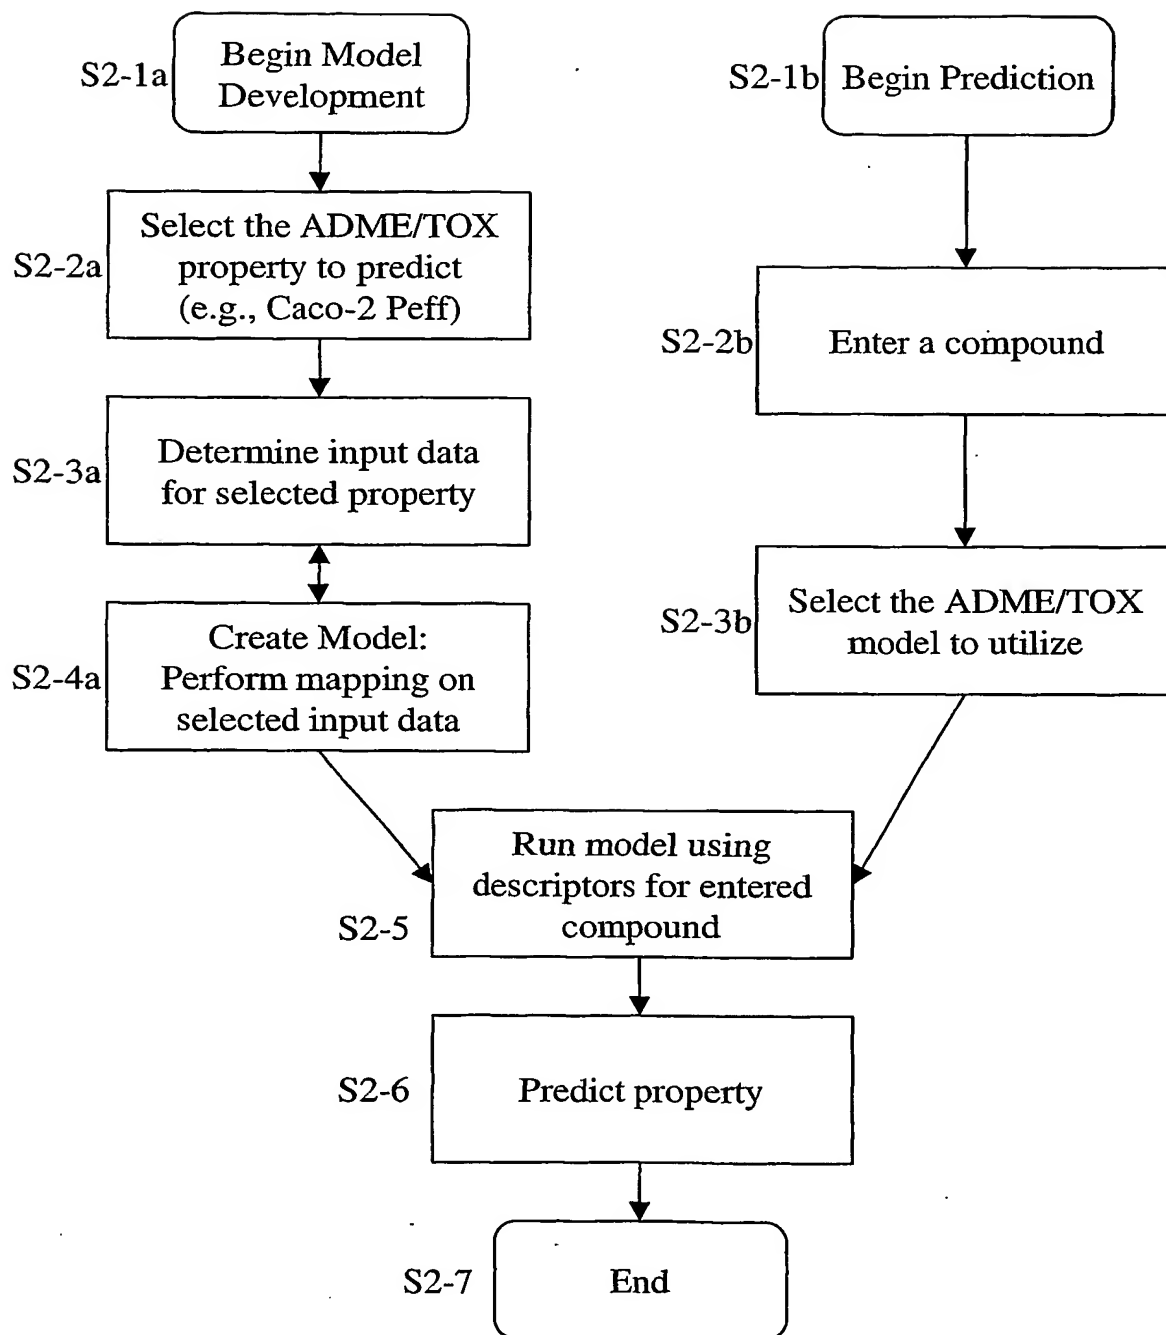 S2-1a
Begin Model
Development
S2-2a
Select the ADME/TOX
property to predict
(e.g., Caco-2 Peff)
S2-3a
Determine input data
for selected property
S2-4a
Create Model:
Perform mapping on
selected input data
S2-1b
Begin Prediction
S2-2b
Enter a compound
S2-3b
Select the ADME/TOX
model to utilize
S2-5
Run model using
descriptors for entered
compound
S2-6
Predict property
S2-7
End